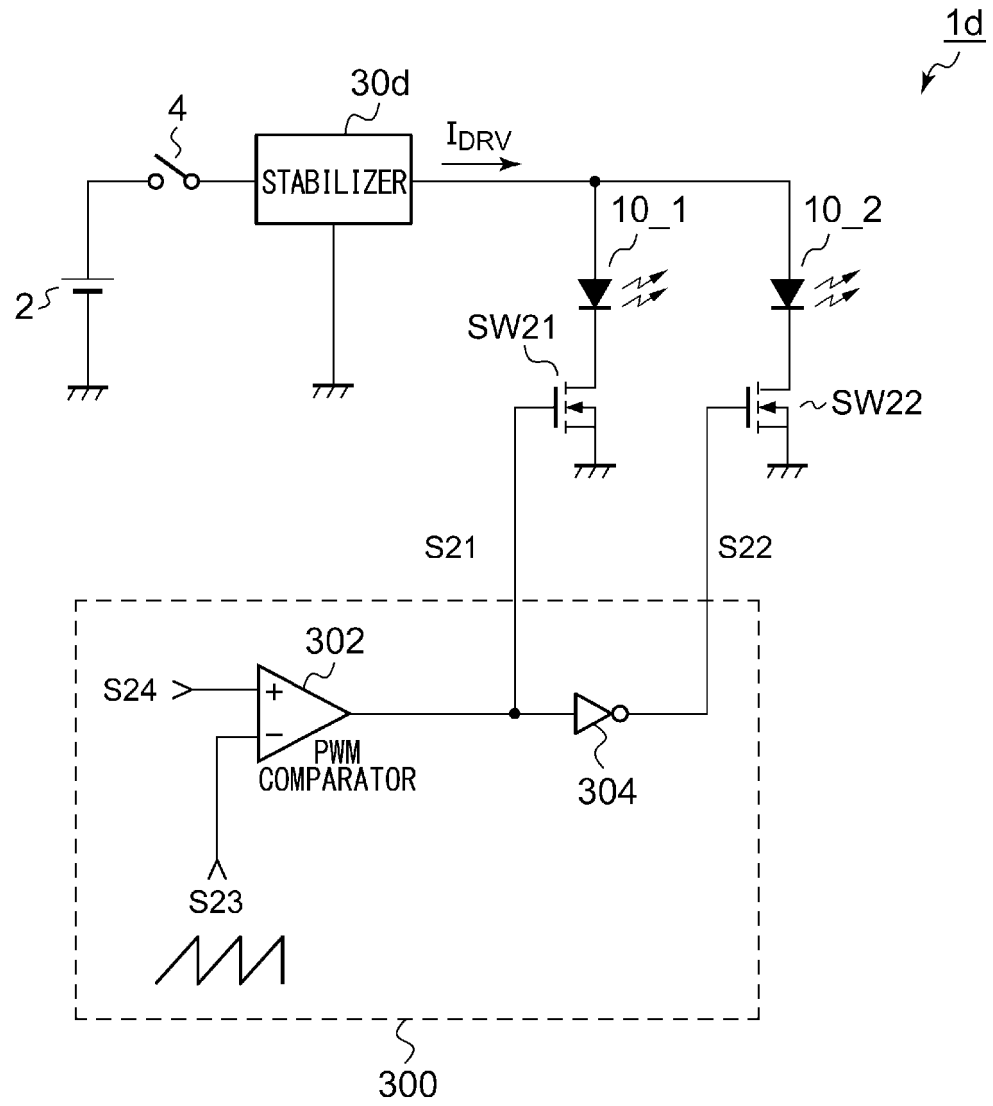 1d
30d
4
I_DRV
STABILIZER
10_1
10_2
2
SW21
SW22
S21
S22
302
S24
+
−
PWM
COMPARATOR
304
S23
300